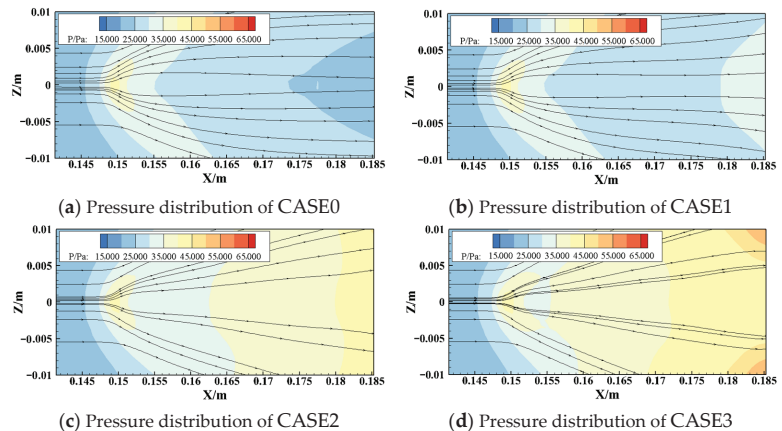 0.01
P/Pa: 15,000 25,000 35,000 45,000 55,000 65,000
0.005
Z/m
0
−0.005
−0.01
0.145 0.15 0.155 0.16 0.165 0.17 0.175 0.18 0.185
X/m
(a) Pressure distribution of CASE0
0.01
P/Pa: 15,000 25,000 35,000 45,000 55,000 65,000
0.005
Z/m
0
−0.005
−0.01
0.145 0.15 0.155 0.16 0.165 0.17 0.175 0.18 0.185
X/m
(b) Pressure distribution of CASE1
0.01
P/Pa: 15,000 25,000 35,000 45,000 55,000 65,000
0.005
Z/m
0
−0.005
−0.01
0.145 0.15 0.155 0.16 0.165 0.17 0.175 0.18 0.185
X/m
(c) Pressure distribution of CASE2
0.01
P/Pa: 15,000 25,000 35,000 45,000 55,000 65,000
0.005
Z/m
0
−0.005
−0.01
0.145 0.15 0.155 0.16 0.165 0.17 0.175 0.18 0.185
X/m
(d) Pressure distribution of CASE3